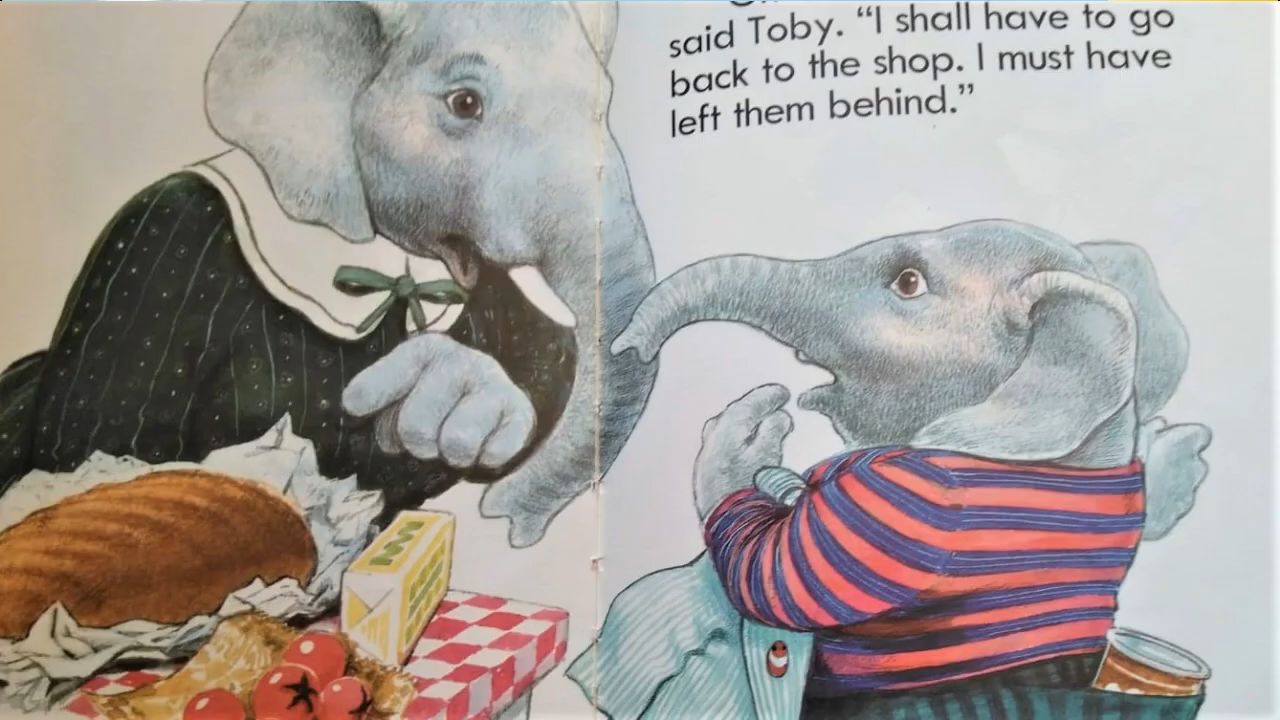 said Toby. “I shall have to go
back to the shop. I must have
left them behind.”